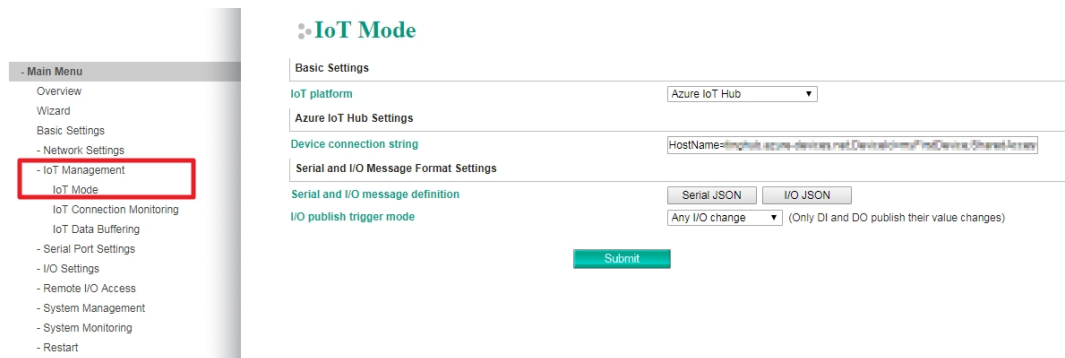 IoT Mode
- Main Menu
Overview
Wizard
Basic Settings
- Network Settings
- IoT Management
IoT Mode
IoT Connection Monitoring
IoT Data Buffering
- Serial Port Settings
- I/O Settings
- Remote I/O Access
- System Management
- System Monitoring
- Restart
Basic Settings
IoT platform Azure IoT Hub
Azure IoT Hub Settings
Device connection string HostName=
Serial and I/O Message Format Settings
Serial and I/O message definition Serial JSON I/O JSON
I/O publish trigger mode Any I/O change (Only DI and DO publish their value changes)
Submit